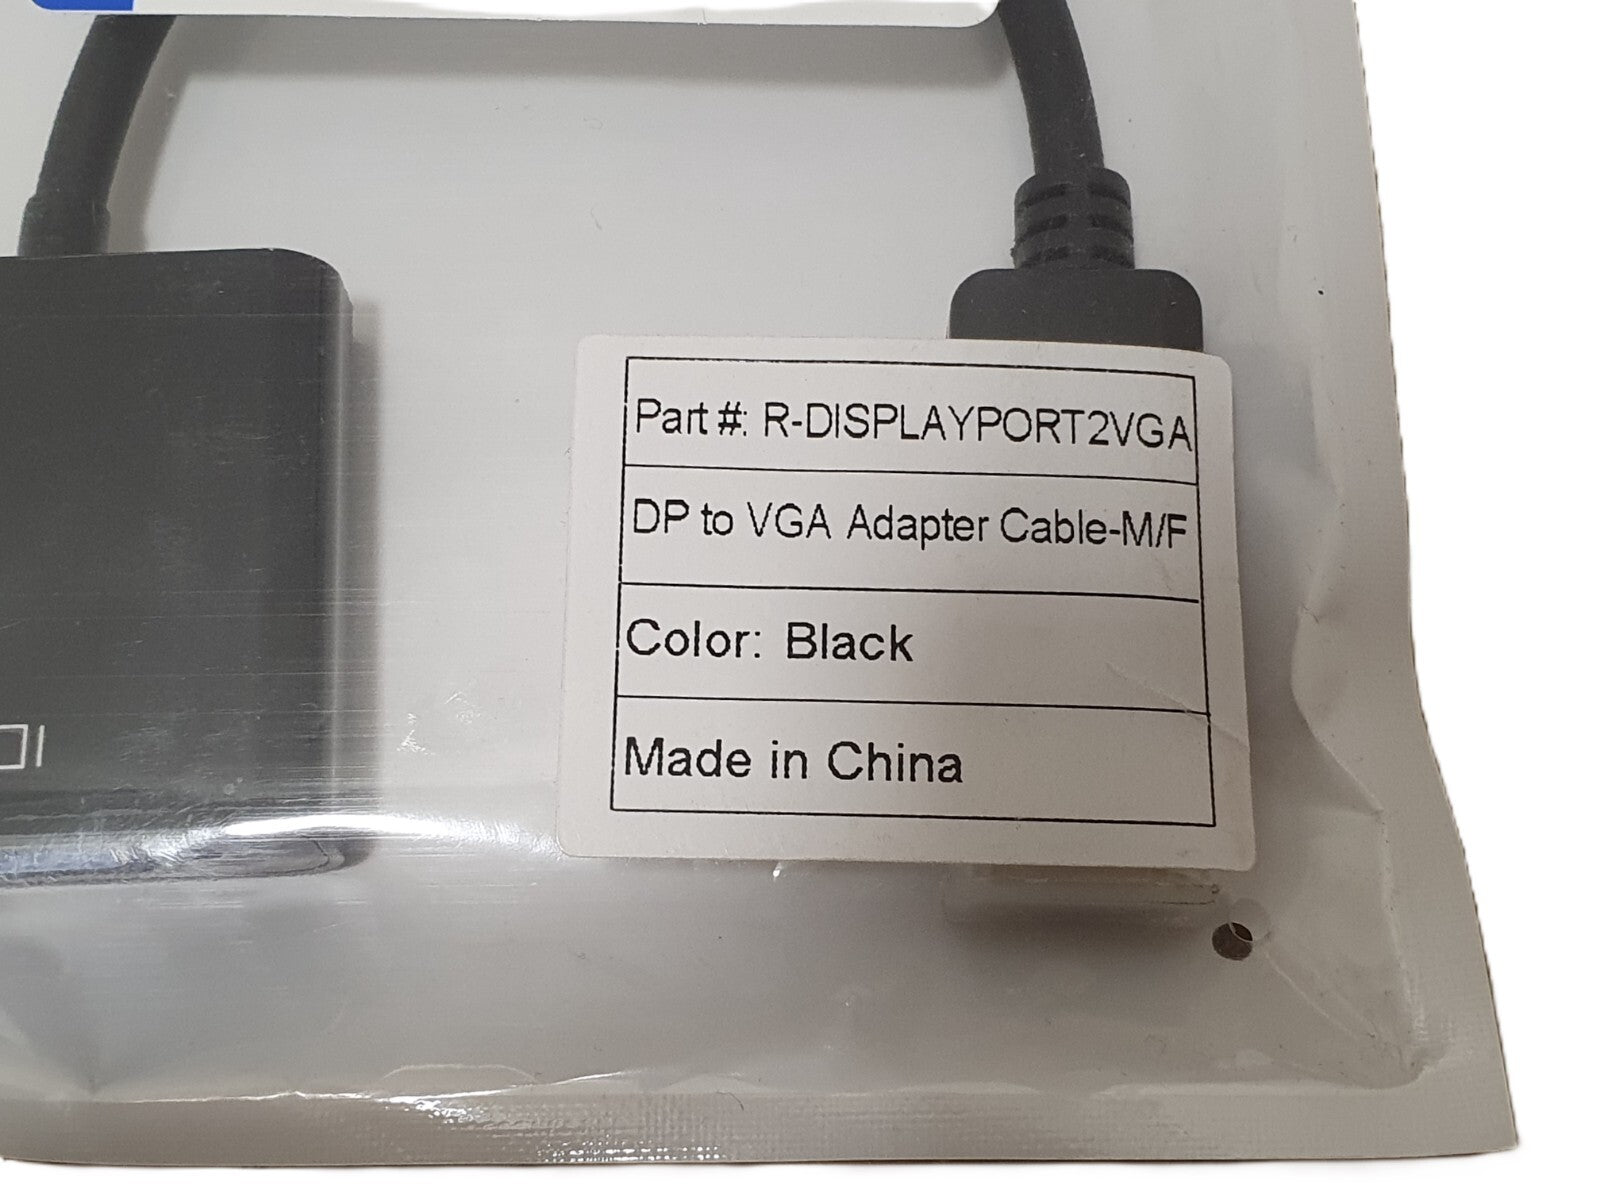 Part #: R-DISPLAYPORT2VGA
DP to VGA Adapter Cable-M/F
Color: Black
Made in China